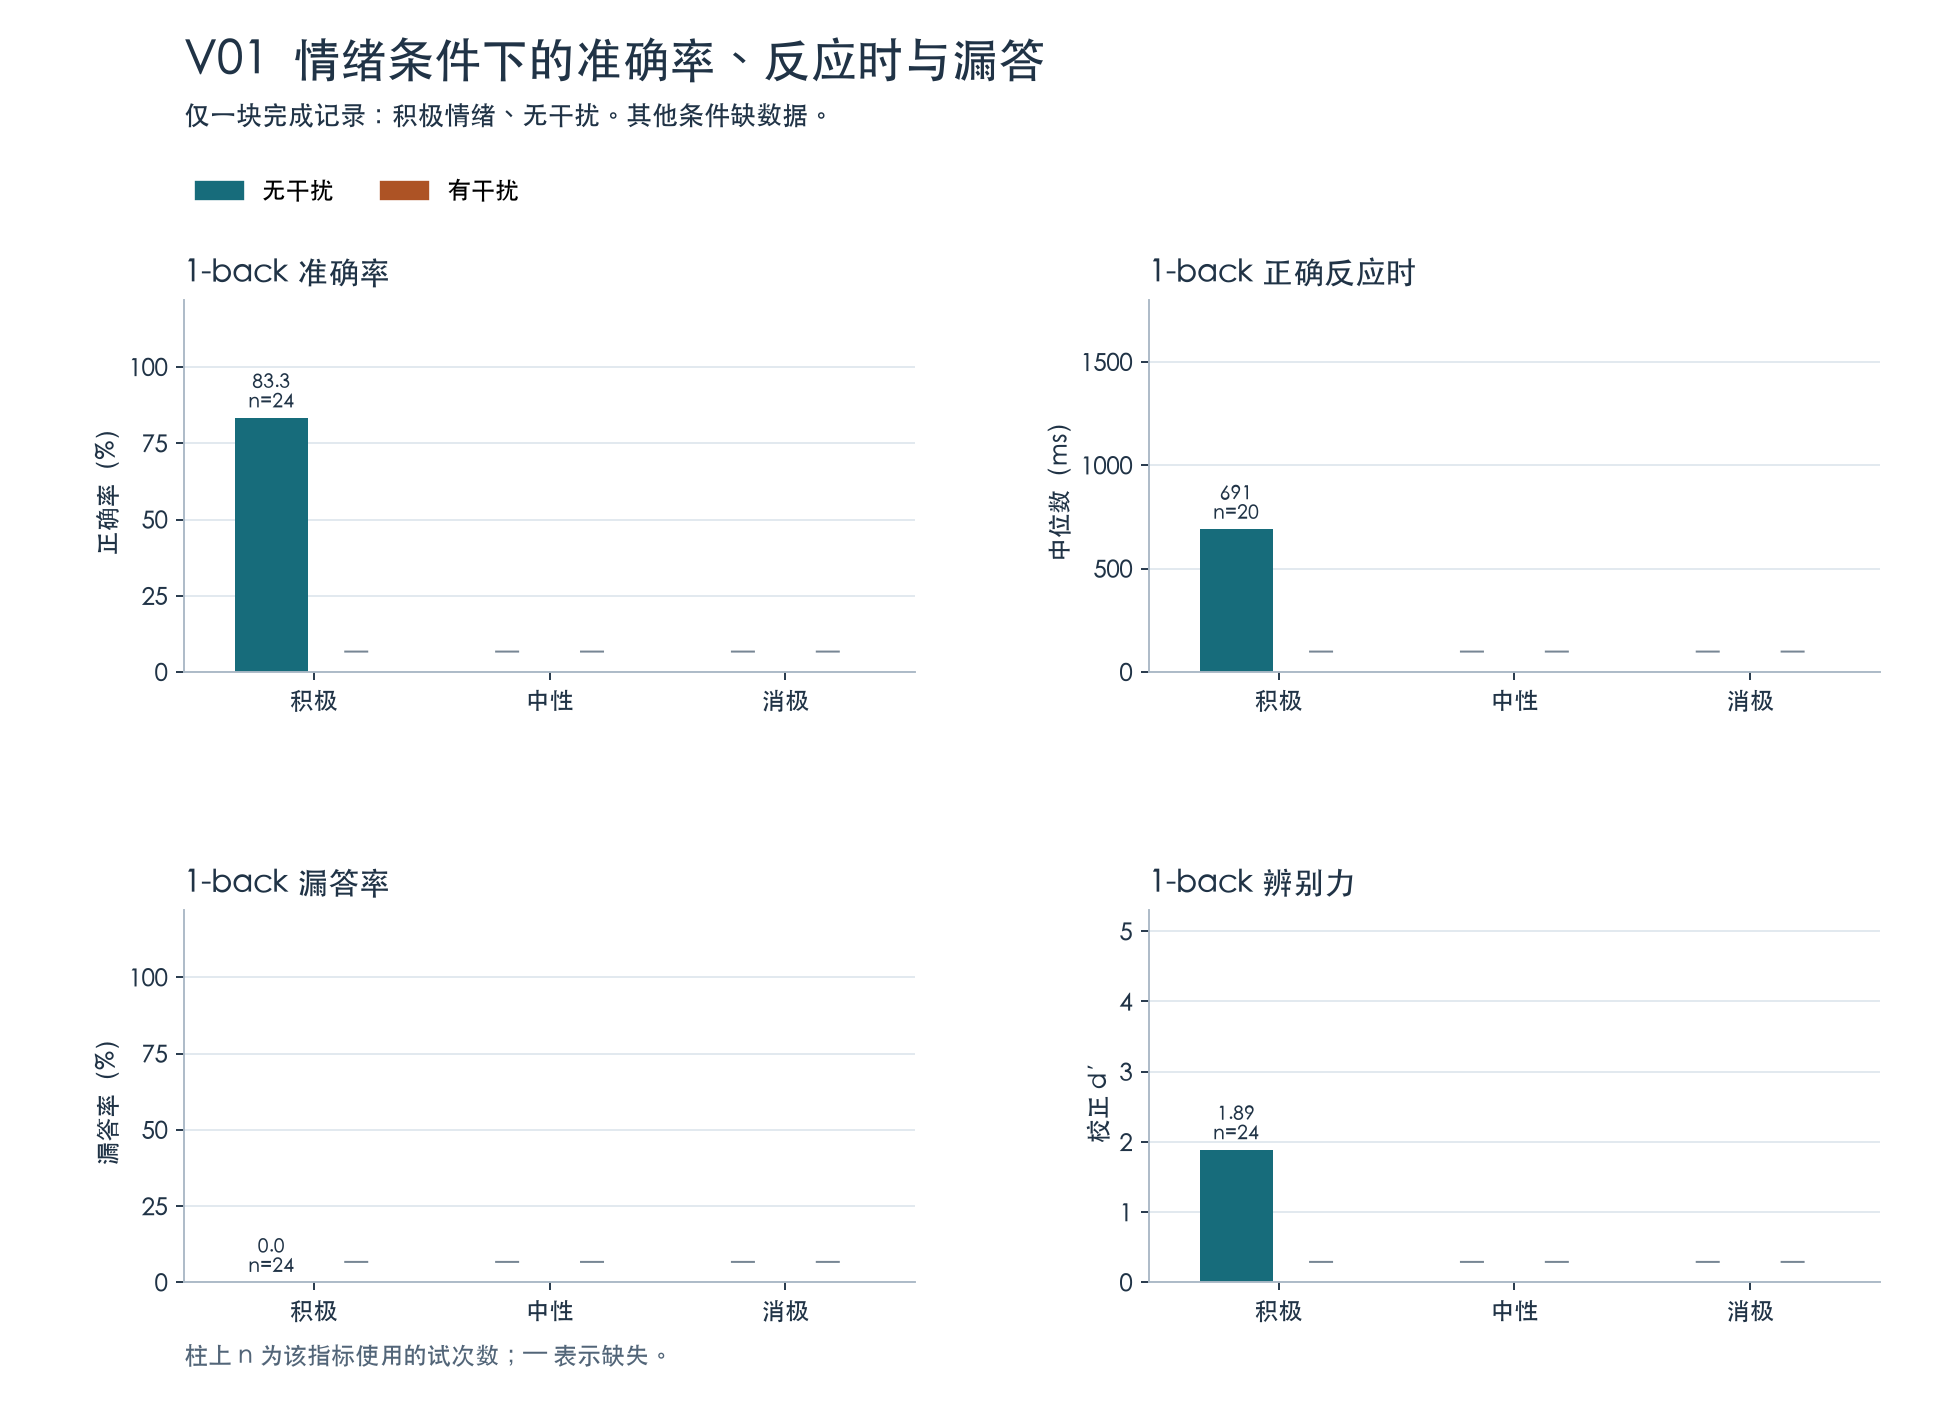 V01 情绪条件下的准确率、反应时与漏答
仅一块完成记录：积极情绪、无干扰。其他条件缺数据。
无干扰 有干扰
1-back 准确率
正确率 (%)
100
75
50
25
0
83.3
n=24
— — — — —
积极 中性 消极
1-back 正确反应时
中位数 (ms)
1500
1000
500
0
691
n=20
— — — — —
积极 中性 消极
1-back 漏答率
漏答率 (%)
100
75
50
25
0
0.0
n=24
— — — — —
积极 中性 消极
1-back 辨别力
校正 d′
5
4
3
2
1
0
1.89
n=24
— — — — —
积极 中性 消极
柱上 n 为该指标使用的试次数；— 表示缺失。